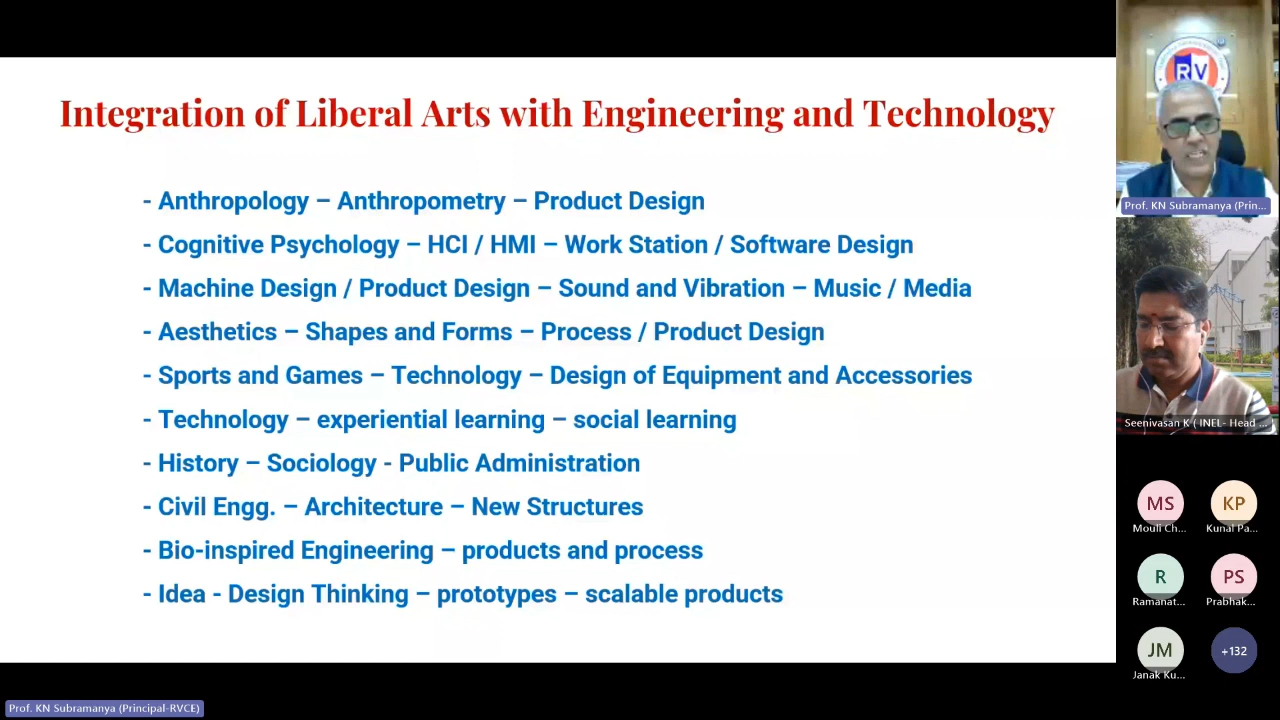 Integration of Liberal Arts with Engineering and Technology
- Anthropology – Anthropometry – Product Design
- Cognitive Psychology – HCI / HMI – Work Station / Software Design
- Machine Design / Product Design – Sound and Vibration – Music / Media
- Aesthetics – Shapes and Forms – Process / Product Design
- Sports and Games – Technology – Design of Equipment and Accessories
- Technology – experiential learning – social learning
- History – Sociology - Public Administration
- Civil Engg. – Architecture – New Structures
- Bio-inspired Engineering – products and process
- Idea - Design Thinking – prototypes – scalable products
RV
Prof. KN Subramanya (Prin...
Seenivasan K ( INEL- Head ...
MS
Mouli Ch...
KP
Kunal Pa...
R
Ramanat...
PS
Prabhak...
JM
Janak Ku...
+132
Prof. KN Subramanya (Principal-RVCE)